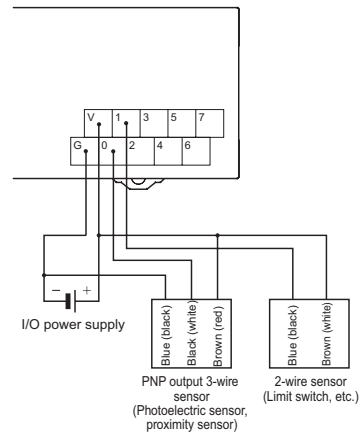 V 1 3 5 7
G 0 2 4 6
− +
I/O power supply
Blue (black)
Black (white)
Brown (red)
Blue (black)
Brown (white)
PNP output 3-wire
sensor
(Photoelectric sensor,
proximity sensor)
2-wire sensor
(Limit switch, etc.)